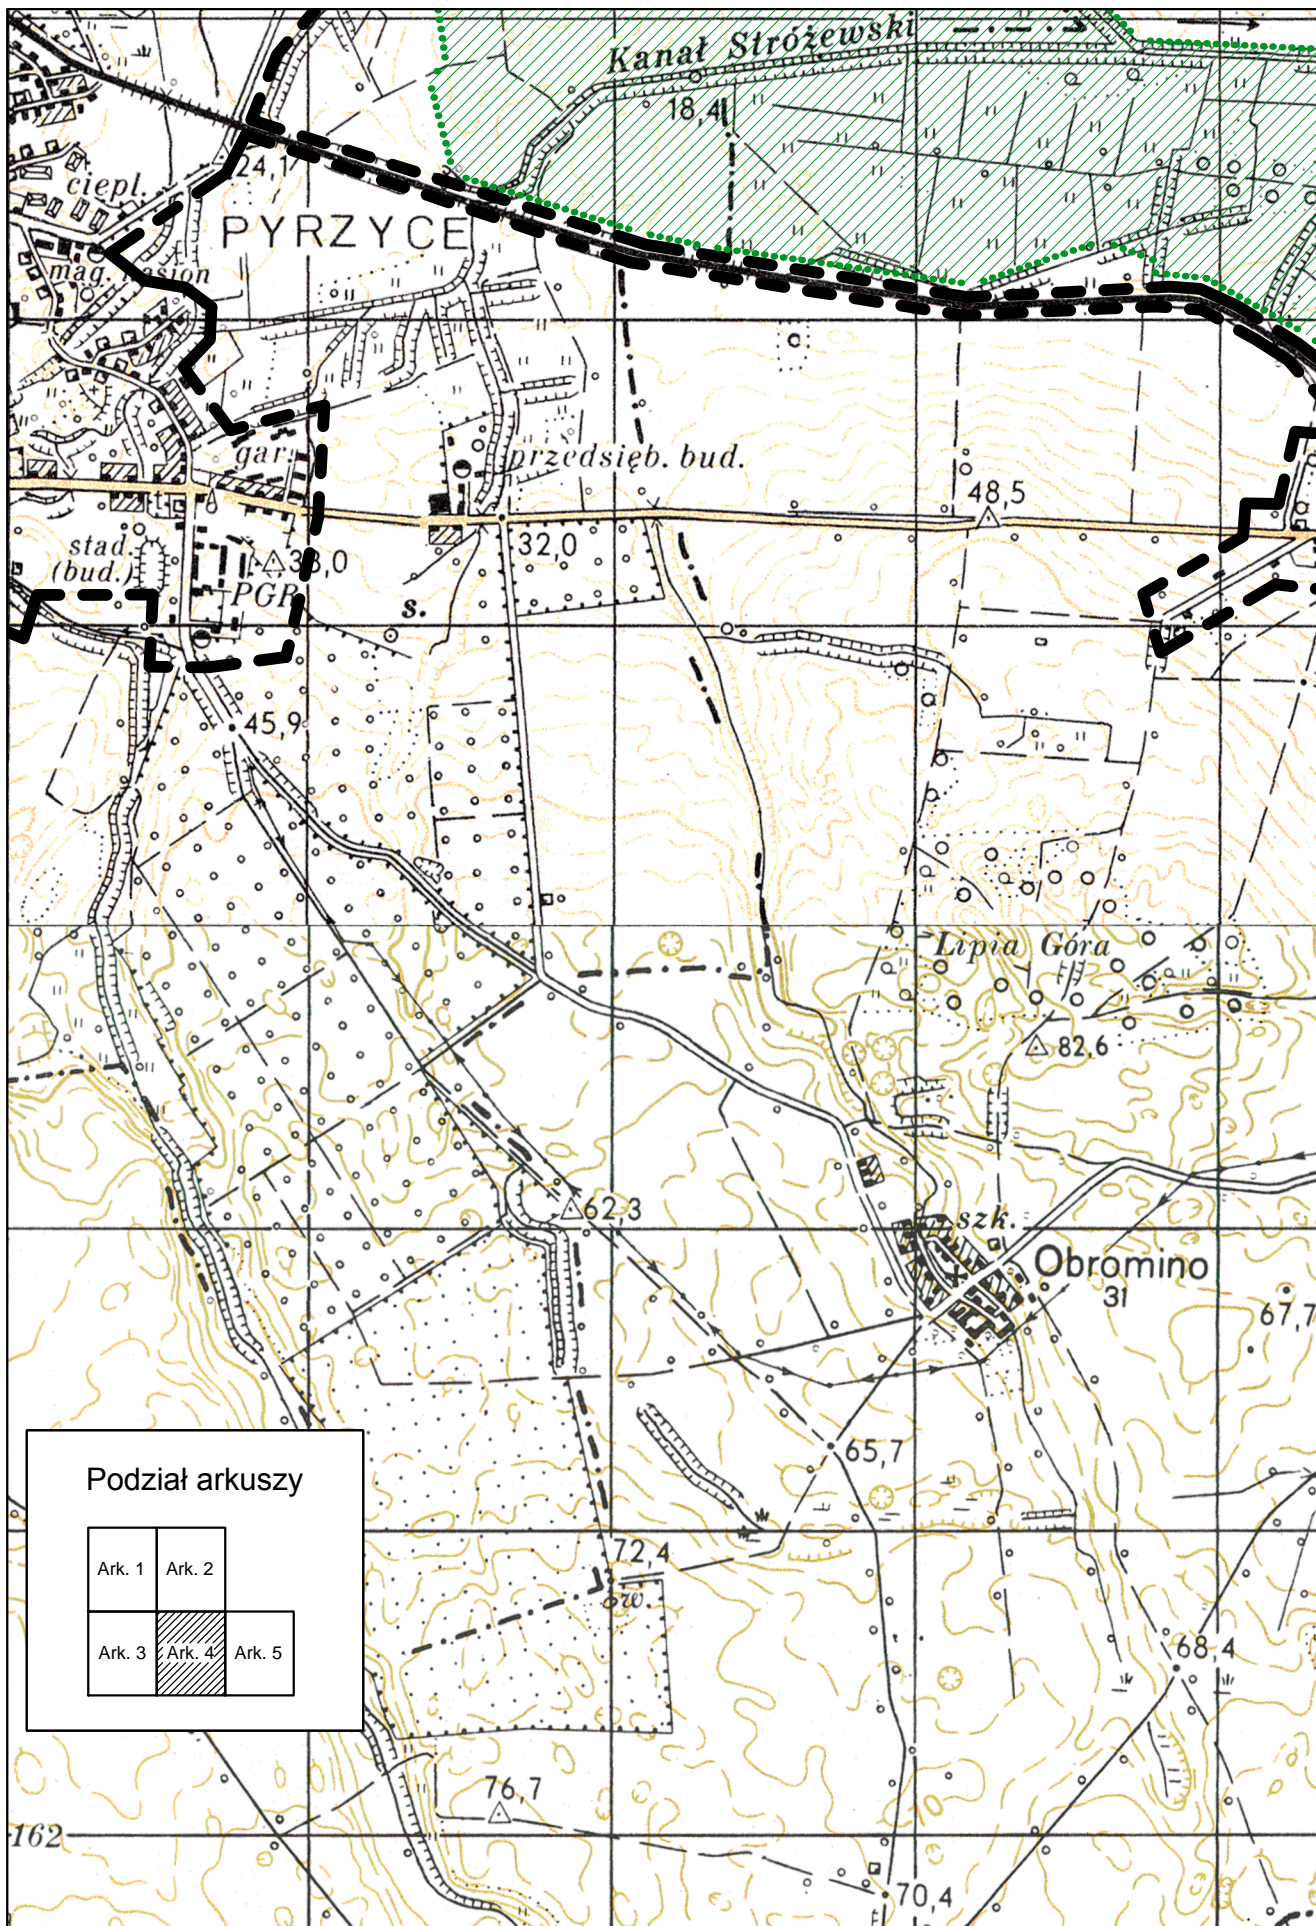 Kanał Stróżewski
18,4
24,1
ciepl.
PYRZYCE
mag.
gar.
przedsięb. bud.
48,5
32,0
stad.
(bud.)
PGR
s.
45,9
Lipia Góra
82,6
62,3
szk.
Obromino
31
67,7
65,7
Podział arkuszy
Ark. 1
Ark. 2
Ark. 3
Ark. 4
Ark. 5
72,4
68,4
76,7
162
70,4